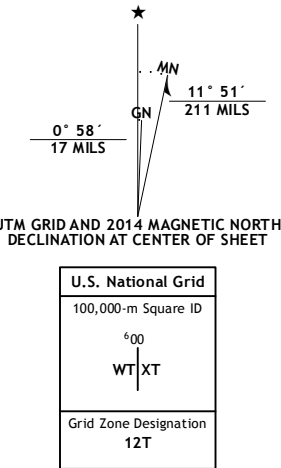 ★
MN
11° 51´
211 MILS
GN
0° 58´
17 MILS
UTM GRID AND 2014 MAGNETIC NORTH
DECLINATION AT CENTER OF SHEET
U.S. National Grid
100,000-m Square ID
⁶00
WT XT
Grid Zone Designation
12T